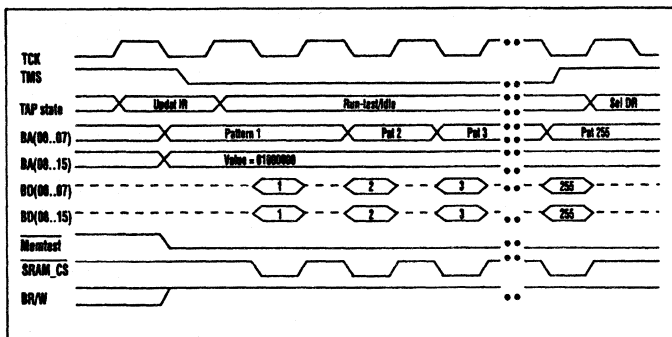 TCK
TMS
TAP state Updat IR Run-test/Idle Sel DR
BA(00..07) Pattern 1 Pat 2 Pat 3 Pat 255
BA(08..15) Value = 01000000
BD(00..07) 1 2 3 255
BD(08..15) 1 2 3 255
Memtest
SRAM_CS
BR/W